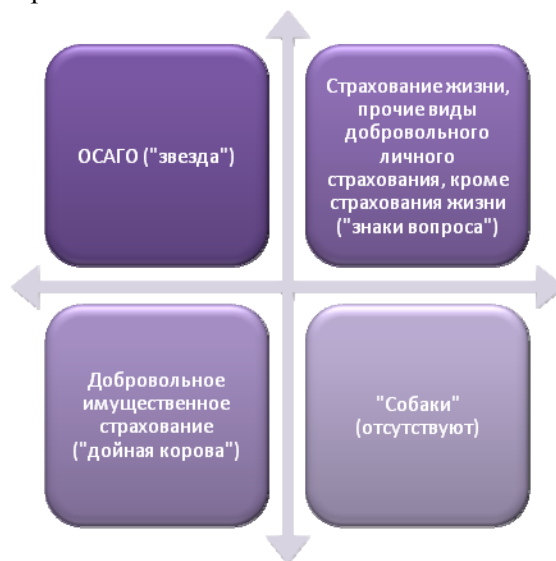 ОСАГО ("звезда")
Страхование жизни,
прочие виды
добровольного
личного
страхования, кроме
страхования жизни
("знаки вопроса")
Добровольное
имущественное
страхование
("дойная корова")
"Собаки"
(отсутствуют)